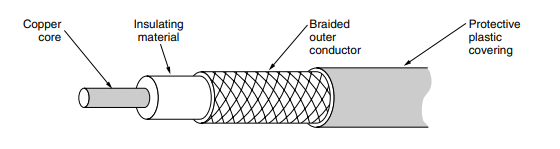 Copper
core
Insulating
material
Braided
outer
conductor
Protective
plastic
covering